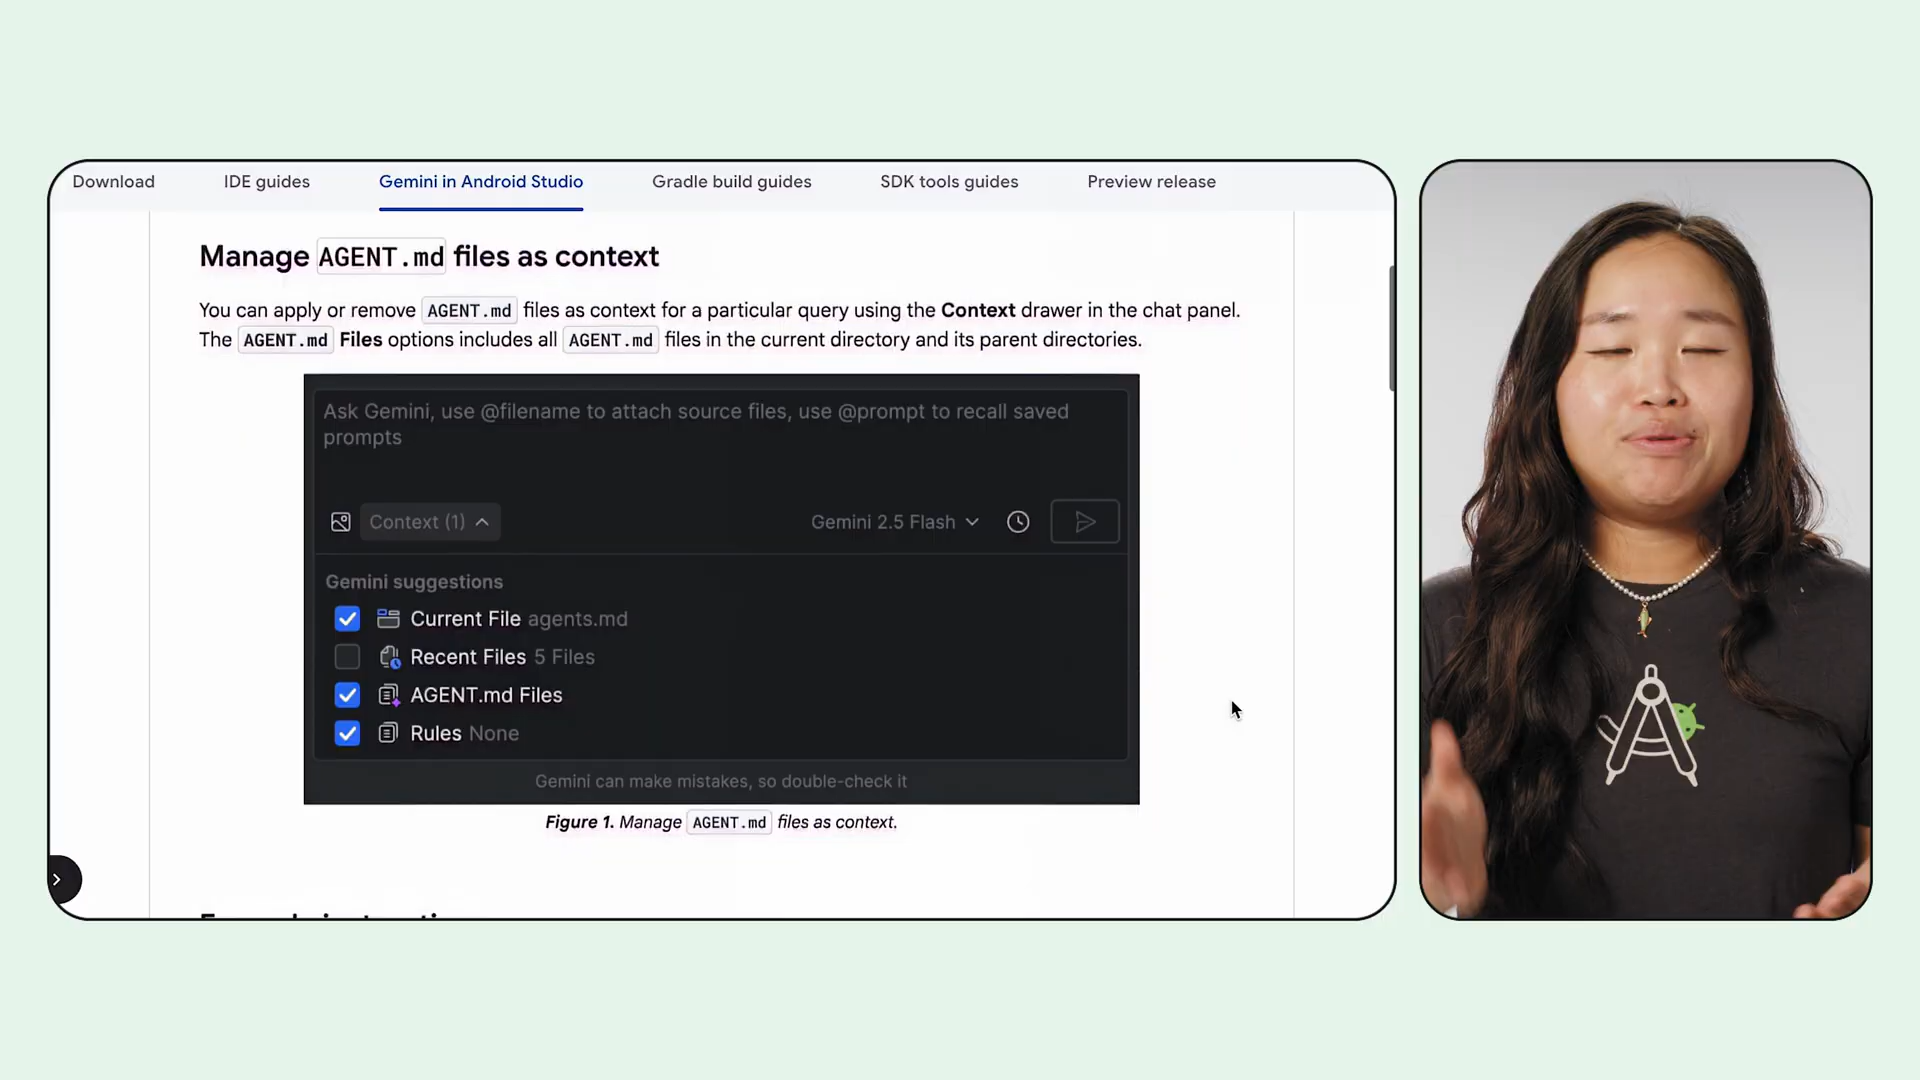 Download IDE guides Gemini in Android Studio Gradle build guides SDK tools guides Preview release
Manage AGENT.md files as context
You can apply or remove AGENT.md files as context for a particular query using the Context drawer in the chat panel.
The AGENT.md Files options includes all AGENT.md files in the current directory and its parent directories.
Ask Gemini, use @filename to attach source files, use @prompt to recall saved
prompts
Context (1) Gemini 2.5 Flash
Gemini suggestions
Current File agents.md
Recent Files 5 Files
AGENT.md Files
Rules None
Gemini can make mistakes, so double-check it
Figure 1. Manage AGENT.md files as context.